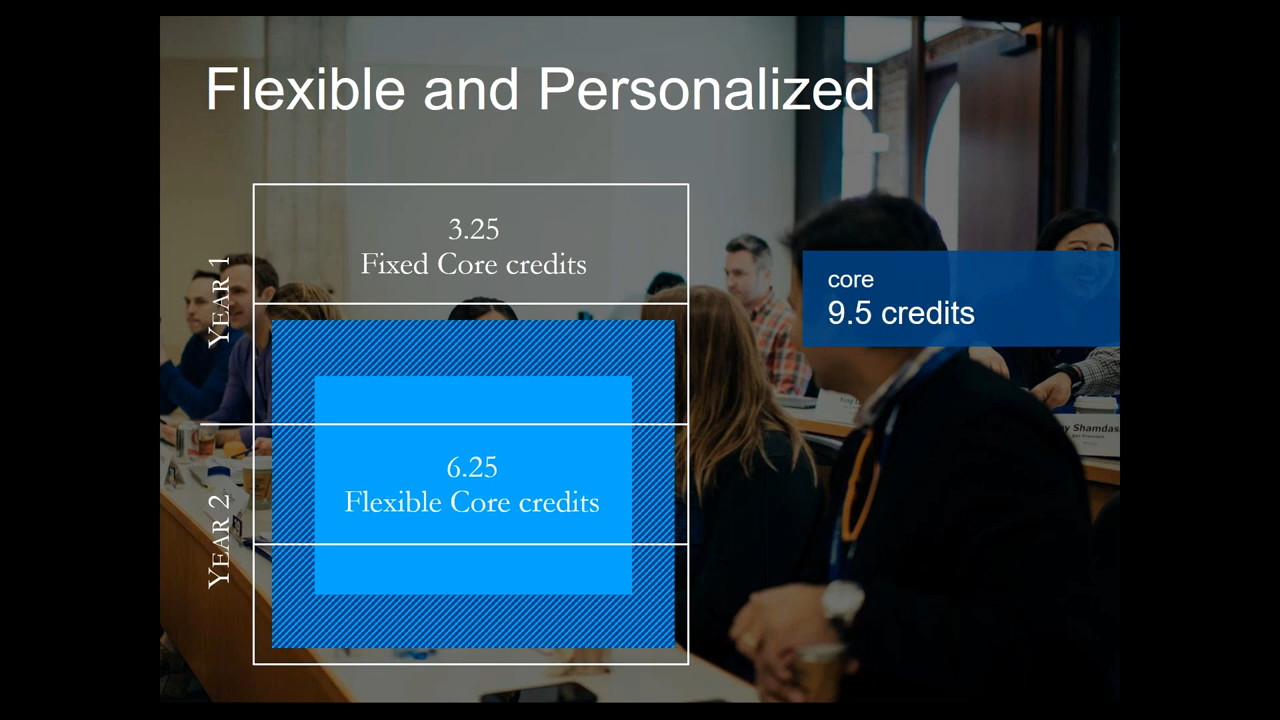 Flexible and Personalized
YEAR 1
3.25
Fixed Core credits
core
9.5 credits
YEAR 2
6.25
Flexible Core credits
Shamdas